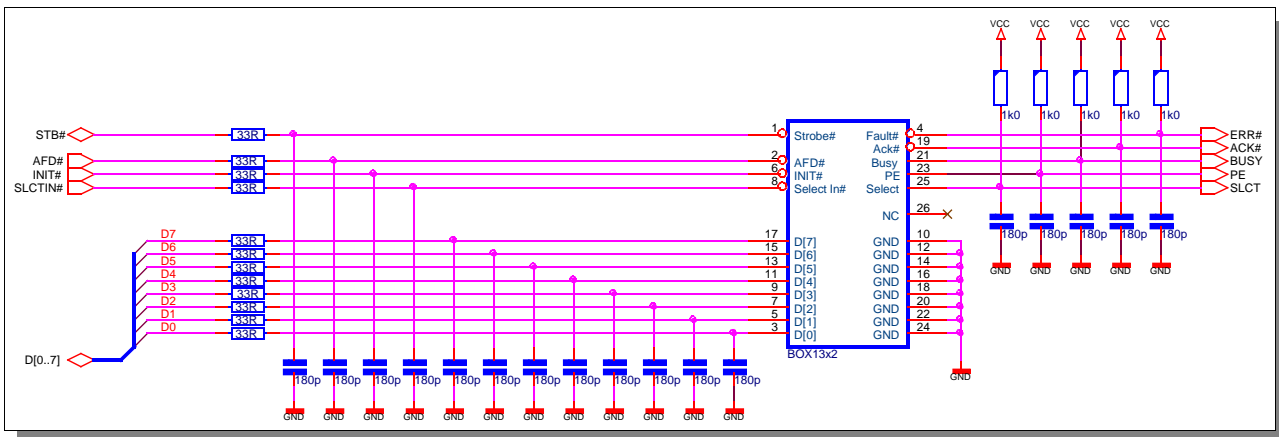 VCC VCC VCC VCC VCC
1k0 1k0 1k0 1k0 1k0
STB# 33R 1 Strobe# Fault# 4 ERR#
Ack# 19 ACK#
AFD# 33R 2 AFD# Busy 21 BUSY
INIT# 33R 6 INIT# PE 23 PE
SLCTIN# 33R 8 Select In# Select 25 SLCT
NC 26
180p 180p 180p 180p 180p
D7 33R 17 D[7] GND 10
D6 33R 15 D[6] GND 12
D5 33R 13 D[5] GND 14
GND GND GND GND GND
D4 33R 11 D[4] GND 16
D3 33R 9 D[3] GND 18
D2 33R 7 D[2] GND 20
D1 33R 5 D[1] GND 22
D0 33R 3 D[0] GND 24
BOX13x2
D[0..7]
GND
180p 180p 180p 180p 180p 180p 180p 180p 180p 180p 180p 180p
GND GND GND GND GND GND GND GND GND GND GND GND